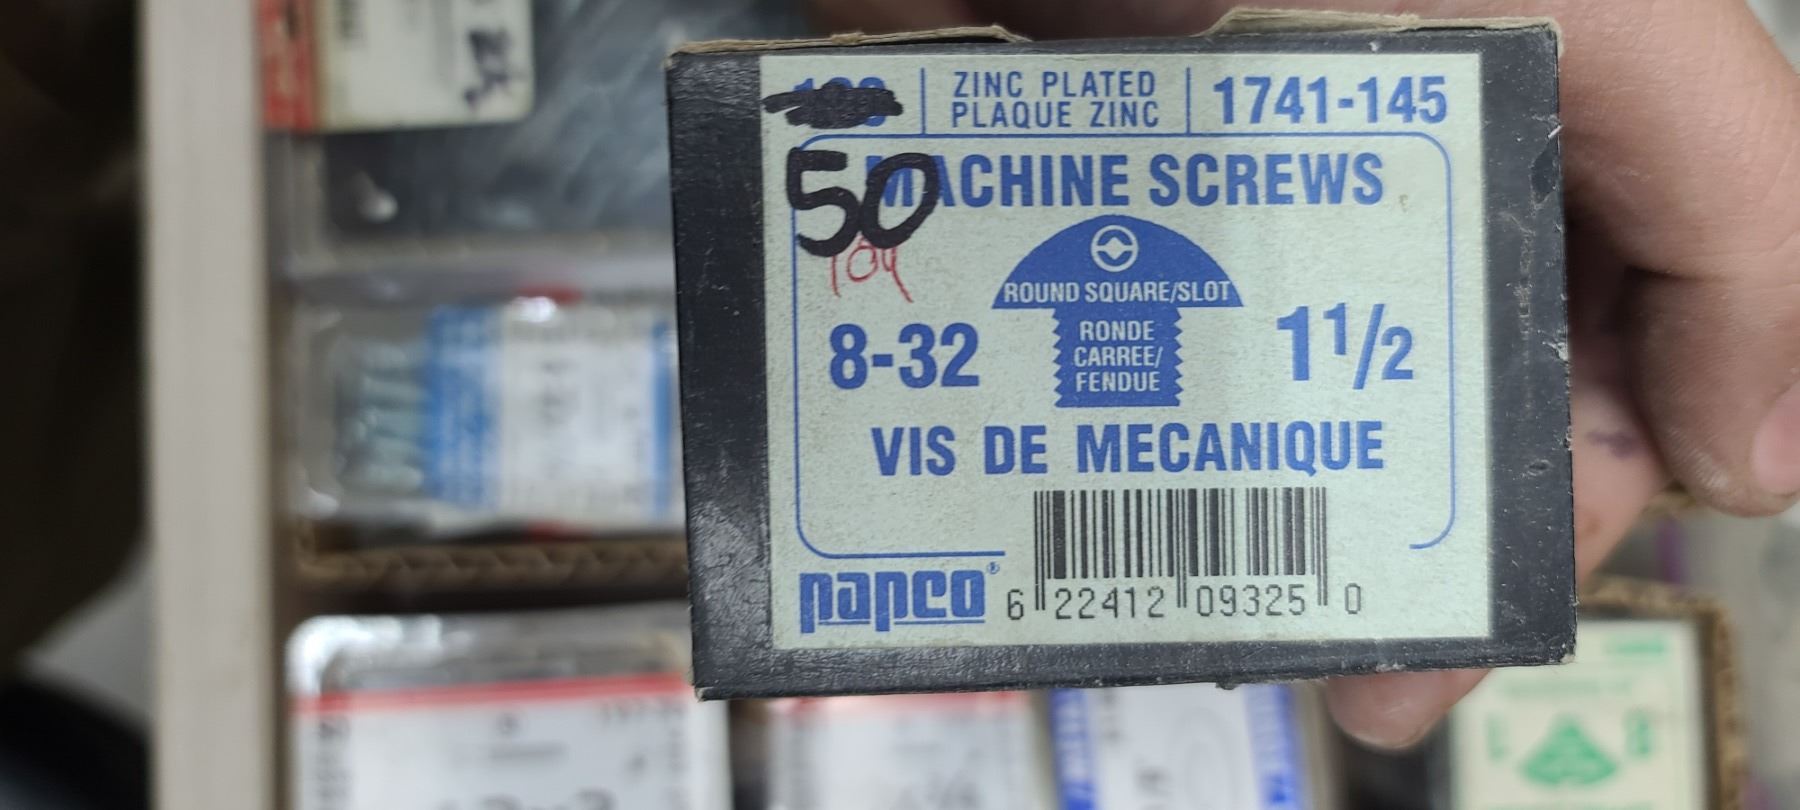 ZINC PLATED
PLAQUE ZINC
1741-145
50
MACHINE SCREWS
ROUND SQUARE/SLOT
8-32
RONDE
CARREE/
FENDUE
1 1/2
VIS DE MECANIQUE
papco®
6 22412 09325 0